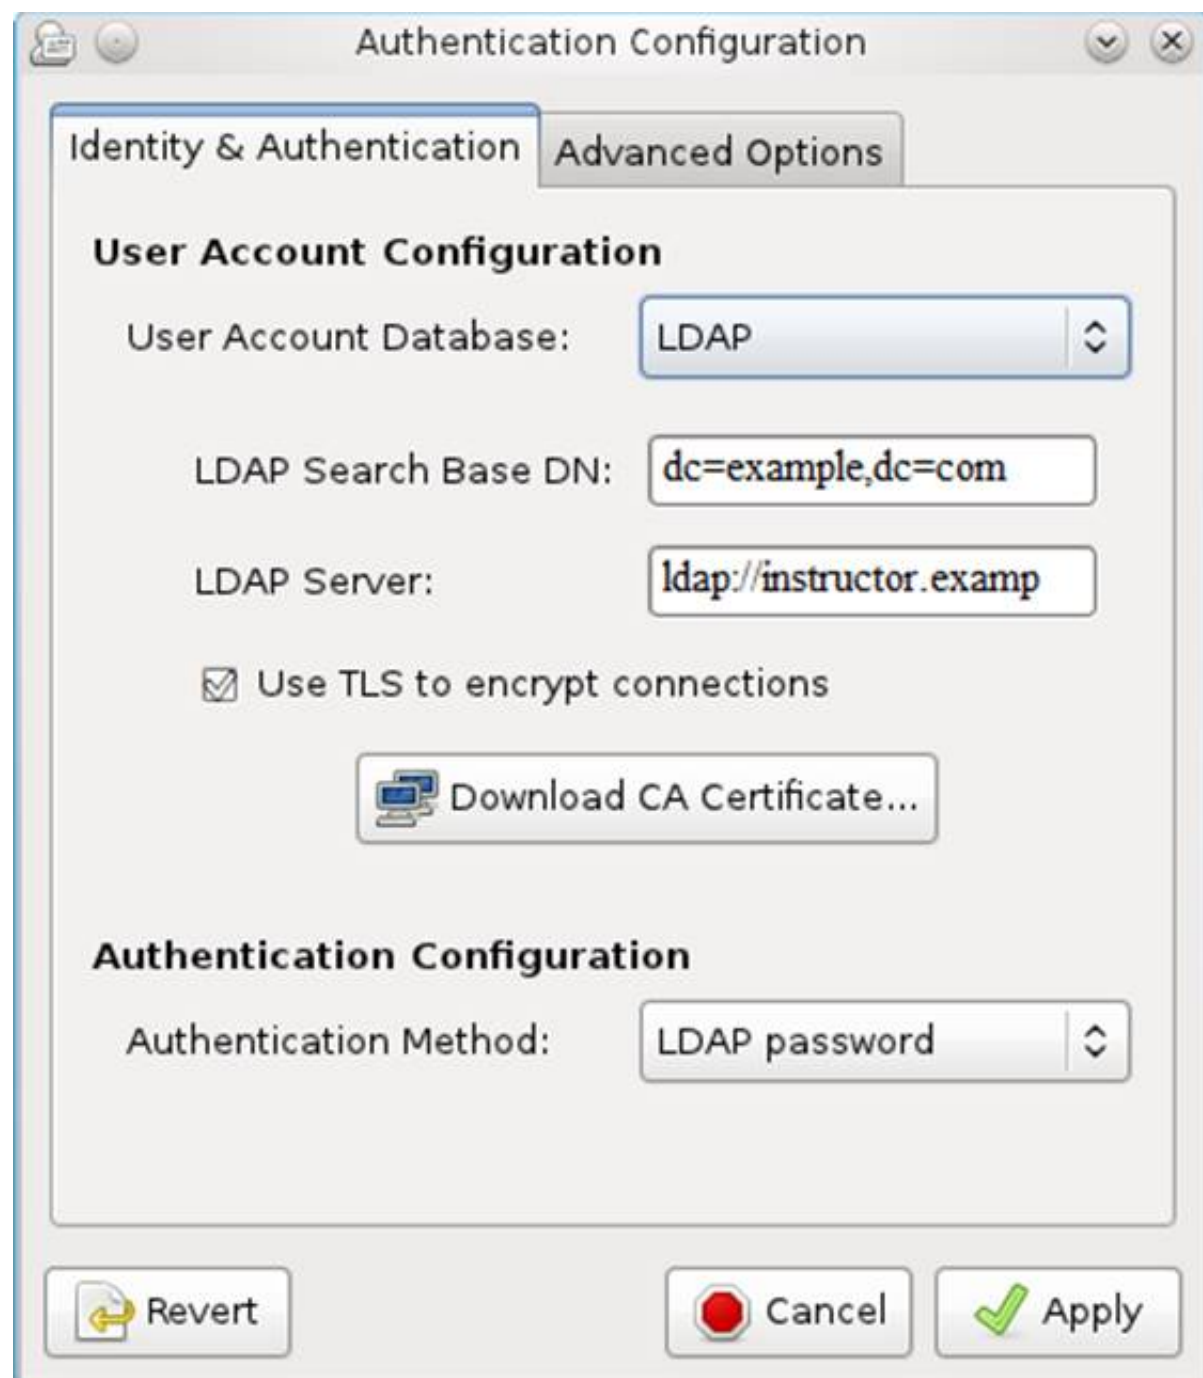 Authentication Configuration
Identity & Authentication
Advanced Options
User Account Configuration
User Account Database: LDAP
LDAP Search Base DN: dc=example,dc=com
LDAP Server: ldap://instructor.examp
Use TLS to encrypt connections
Download CA Certificate...
Authentication Configuration
Authentication Method: LDAP password
Revert Cancel Apply